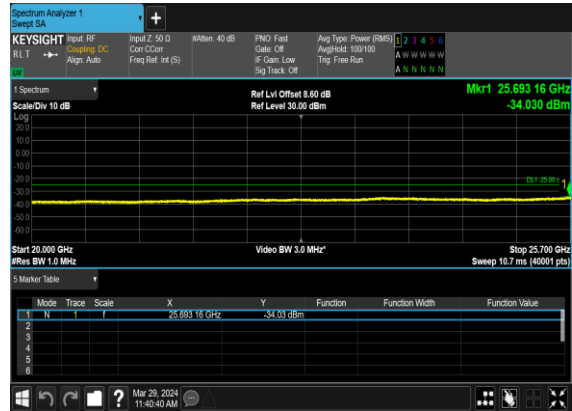 Spectrum Analyzer 1
Swept SA
+
KEYSIGHT Input: RF Input Z: 50 Ω #Atten: 40 dB PNO: Fast Avg Type: Power (RMS) 1 2 3 4 5 6
RLT Coupling: DC Corr CCorr Gate: Off Avg|Hold: 100/100 A W W W W W
Align: Auto Freq Ref: Int (S) IF Gain: Low Trig: Free Run
Sig Track: Off A N N N N N
1 Spectrum Ref Lvl Offset 8.60 dB Mkr1 25.693 16 GHz
Scale/Div 10 dB Ref Level 30.00 dBm -34.030 dBm
Log
20.0
10.0
0.00
-10.0
-20.0
DL1 -25.00
1
-30.0
-40.0
-50.0
-60.0
Start 20.000 GHz Video BW 3.0 MHz* Stop 25.700 GHz
#Res BW 1.0 MHz Sweep 10.7 ms (40001 pts)
5 Marker Table
Mode Trace Scale X Y Function Function Width Function Value
1 N 1 f 25.693 16 GHz -34.03 dBm
2
3
4
5
6
? Mar 29, 2024
11:40:40 AM